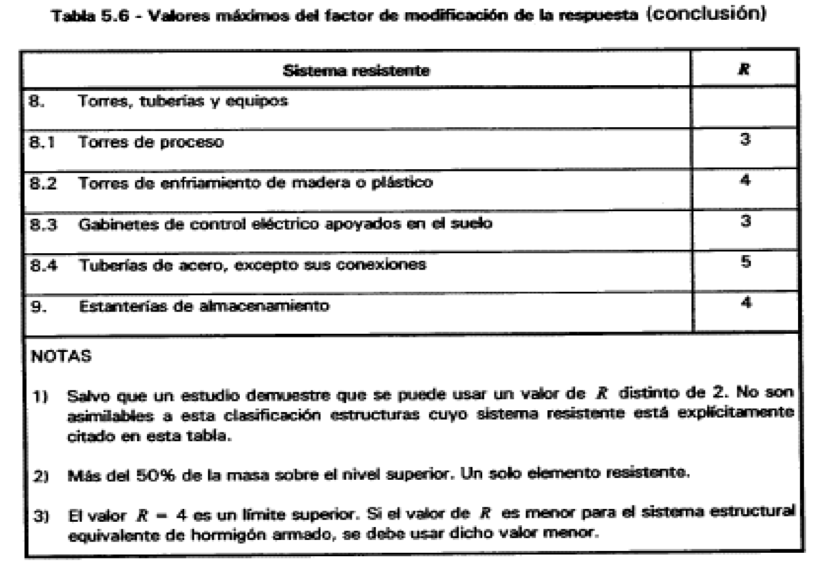 Tabla 5.6 - Valores máximos del factor de modificación de la respuesta (conclusión)
Sistema resistente R
8. Torres, tuberías y equipos
8.1 Torres de proceso 3
8.2 Torres de enfriamiento de madera o plástico 4
8.3 Gabinetes de control eléctrico apoyados en el suelo 3
8.4 Tuberías de acero, excepto sus conexiones 5
9. Estanterías de almacenamiento 4
NOTAS
1) Salvo que un estudio demuestre que se puede usar un valor de R distinto de 2. No son
asimilables a esta clasificación estructuras cuyo sistema resistente está explícitamente
citado en esta tabla.
2) Más del 50% de la masa sobre el nivel superior. Un solo elemento resistente.
3) El valor R = 4 es un límite superior. Si el valor de R es menor para el sistema estructural
equivalente de hormigón armado, se debe usar dicho valor menor.